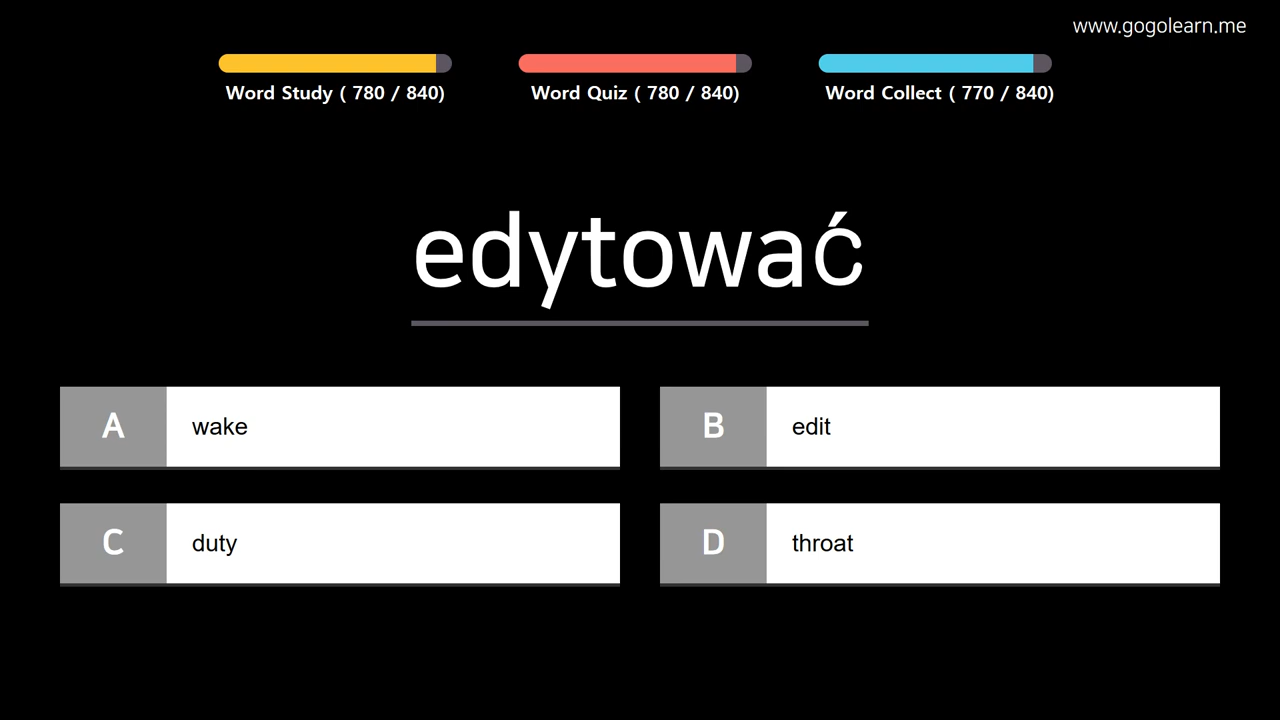 www.gogolearn.me
Word Study ( 780 / 840)
Word Quiz ( 780 / 840)
Word Collect ( 770 / 840)
edytować
A wake
B edit
C duty
D throat